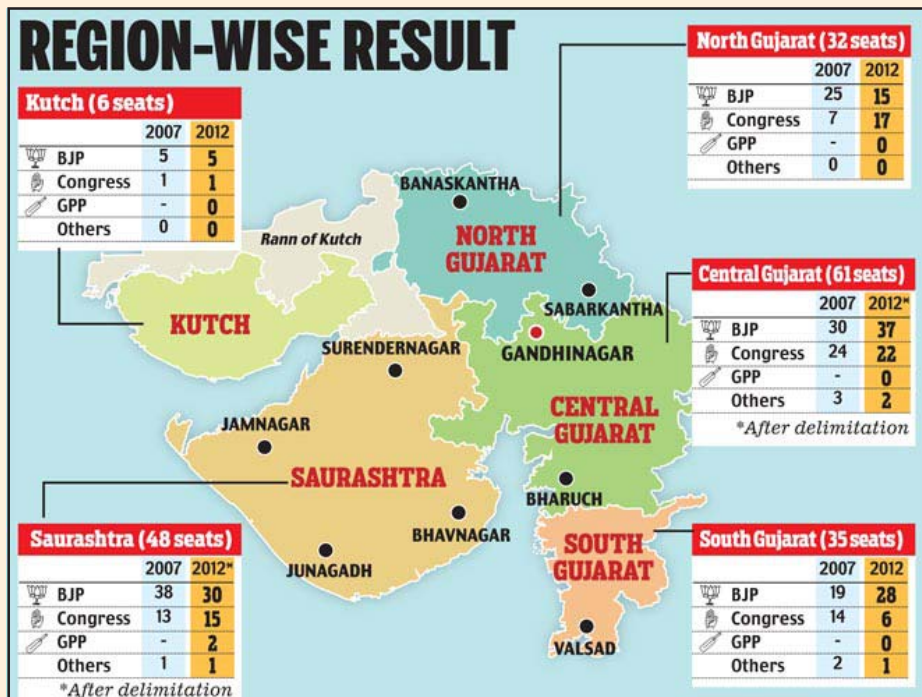 REGION-WISE RESULT
Kutch (6 seats)
2007 2012
BJP 5 5
Congress 1 1
GPP - 0
Others 0 0
North Gujarat (32 seats)
2007 2012
BJP 25 15
Congress 7 17
GPP - 0
Others 0 0
BANASKANTHA
Rann of Kutch
NORTH
GUJARAT
SABARKANTHA
KUTCH
SURENDERNAGAR
GANDHINAGAR
Central Gujarat (61 seats)
2007 2012*
BJP 30 37
Congress 24 22
GPP - 0
Others 3 2
*After delimitation
JAMNAGAR
CENTRAL
GUJARAT
SAURASHTRA
BHARUCH
BHAVNAGAR
JUNAGADH
SOUTH
GUJARAT
VALSAD
Saurashtra (48 seats)
2007 2012*
BJP 38 30
Congress 13 15
GPP - 2
Others 1 1
*After delimitation
South Gujarat (35 seats)
2007 2012
BJP 19 28
Congress 14 6
GPP - 0
Others 2 1